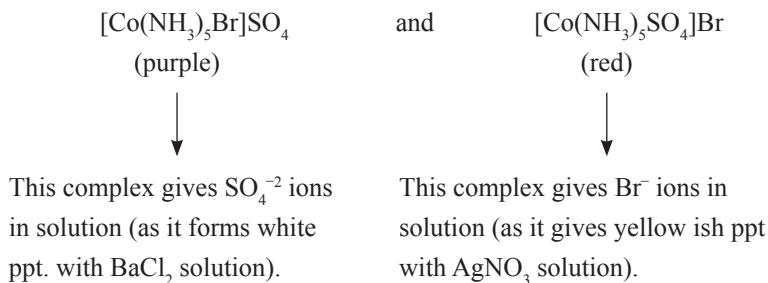 [Co(NH₃)₅Br]SO₄ and [Co(NH₃)₅SO₄]Br
(purple) (red)
This complex gives SO₄⁻² ions
in solution (as it forms white
ppt. with BaCl₂ solution).
This complex gives Br⁻ ions in
solution (as it gives yellow ish ppt
with AgNO₃ solution).